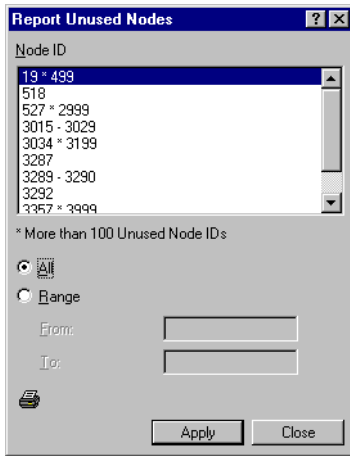 Report Unused Nodes
Node ID
19 * 499
518
527 * 2999
3015 - 3029
3034 * 3199
3287
3289 - 3290
3292
3357 * 3999
* More than 100 Unused Node IDs
All
Range
From:
To:
Apply Close